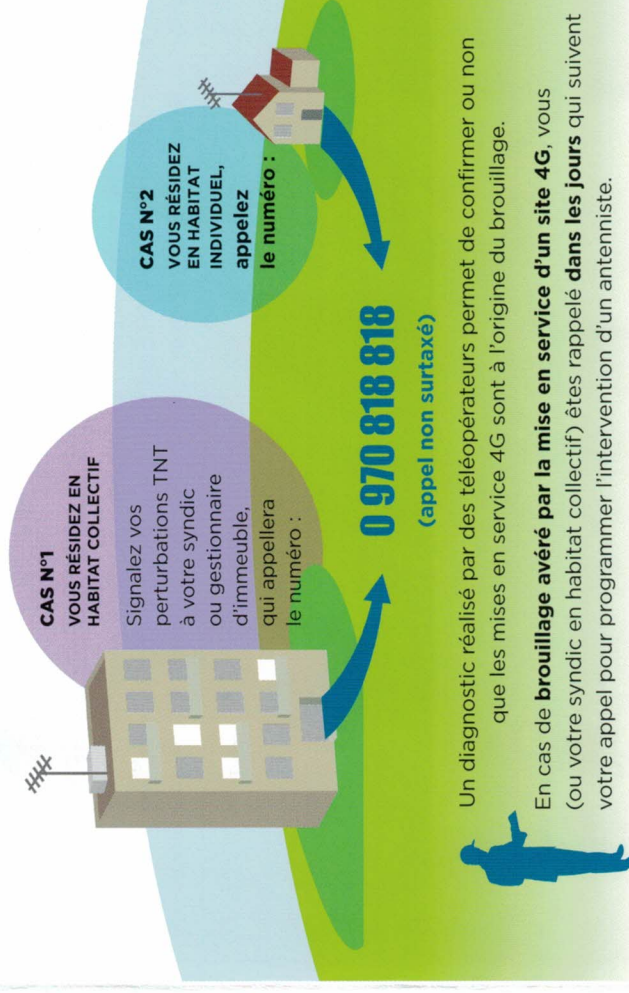 CAS N°1
VOUS RÉSIDEZ EN
HABITAT COLLECTIF
Signalez vos
perturbations TNT
à votre syndic
ou gestionnaire
d'immeuble,
qui appellera
le numéro :
CAS N°2
VOUS RÉSIDEZ
EN HABITAT
INDIVIDUEL,
appelez
le numéro :
0 970 818 818
(appel non surtaxé)
Un diagnostic réalisé par des téléopérateurs permet de confirmer ou non
que les mises en service 4G sont à l'origine du brouillage.
En cas de brouillage avéré par la mise en service d'un site 4G, vous
(ou votre syndic en habitat collectif) êtes rappelé dans les jours qui suivent
votre appel pour programmer l'intervention d'un antenniste.